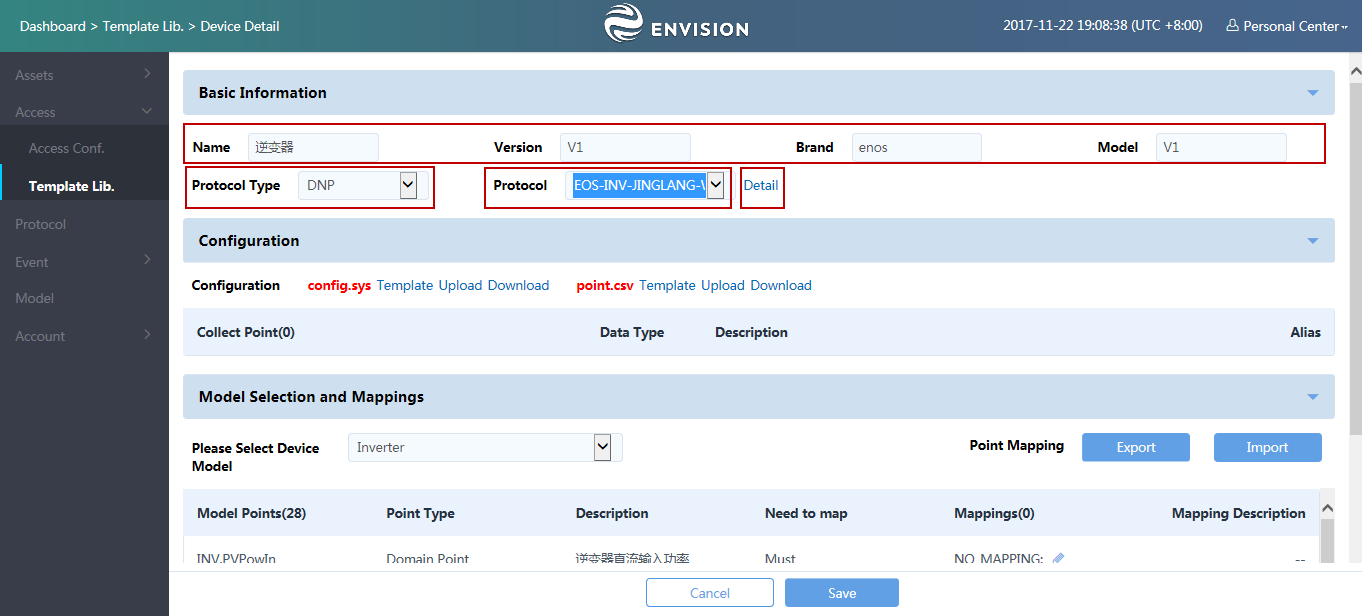 Dashboard > Template Lib. > Device Detail
ENVISION
2017-11-22 19:08:38 (UTC +8:00)
Personal Center
Assets
Access
Access Conf.
Template Lib.
Protocol
Event
Model
Account
Basic Information
Name 逆变器 Version V1 Brand enos Model V1
Protocol Type DNP Protocol EOS-INV-JINGLANG- Detail
Configuration
Configuration config.sys Template Upload Download point.csv Template Upload Download
Collect Point(0) Data Type Description Alias
Model Selection and Mappings
Please Select Device
Model
Inverter
Point Mapping Export Import
Model Points(28) Point Type Description Need to map Mappings(0) Mapping Description
INV.PVPowIn Domain Point 逆变器直流输入功率 Must NO MAPPING: --
Cancel Save